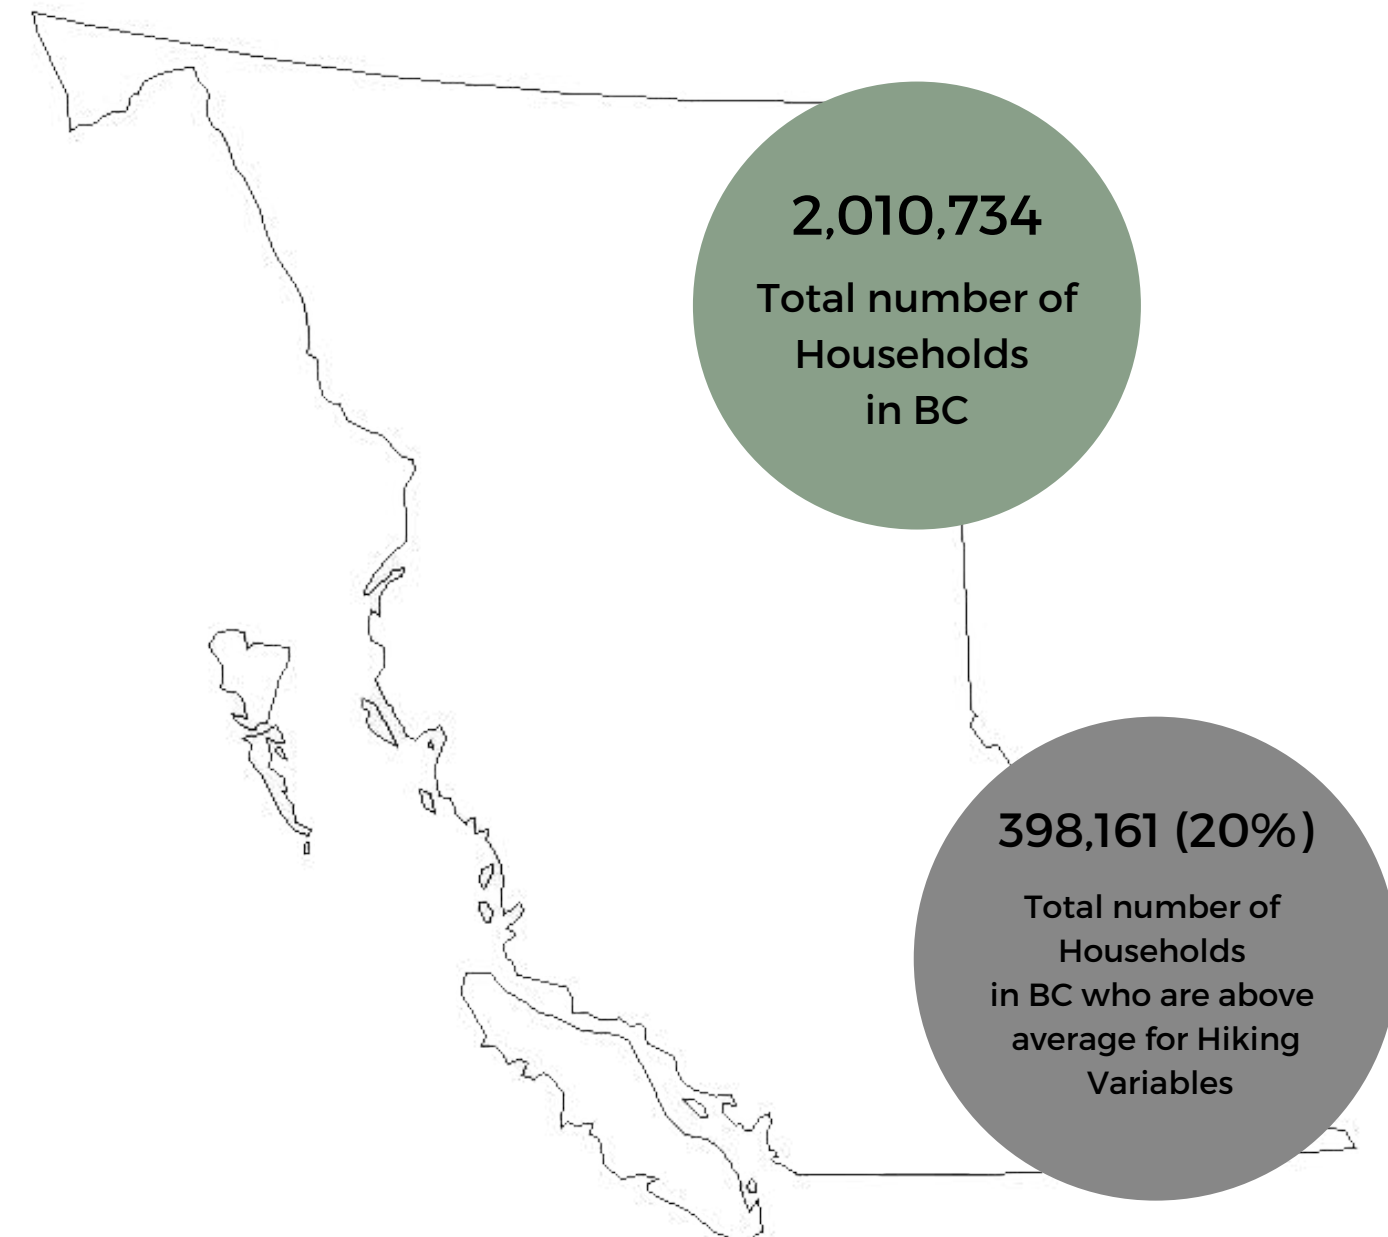 2,010,734
Total number of
Households
in BC
398,161 (20%)
Total number of
Households
in BC who are above
average for Hiking
Variables